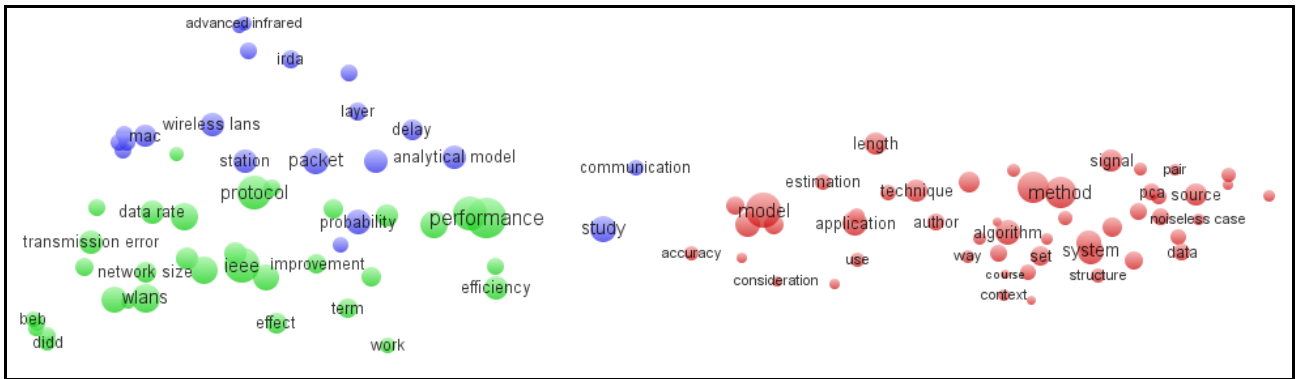 advanced infrared
irda
layer
mac
wireless lans
delay
station
packet
analytical model
protocol
data rate
probability
performance
transmission error
network size
ieee
improvement
wlans
efficiency
beb
didd
effect
term
work
communication
study
length
estimation
technique
model
application
author
accuracy
use
consideration
signal
pair
method
pca
source
noiseless case
algorithm
way
set
system
data
course
structure
context